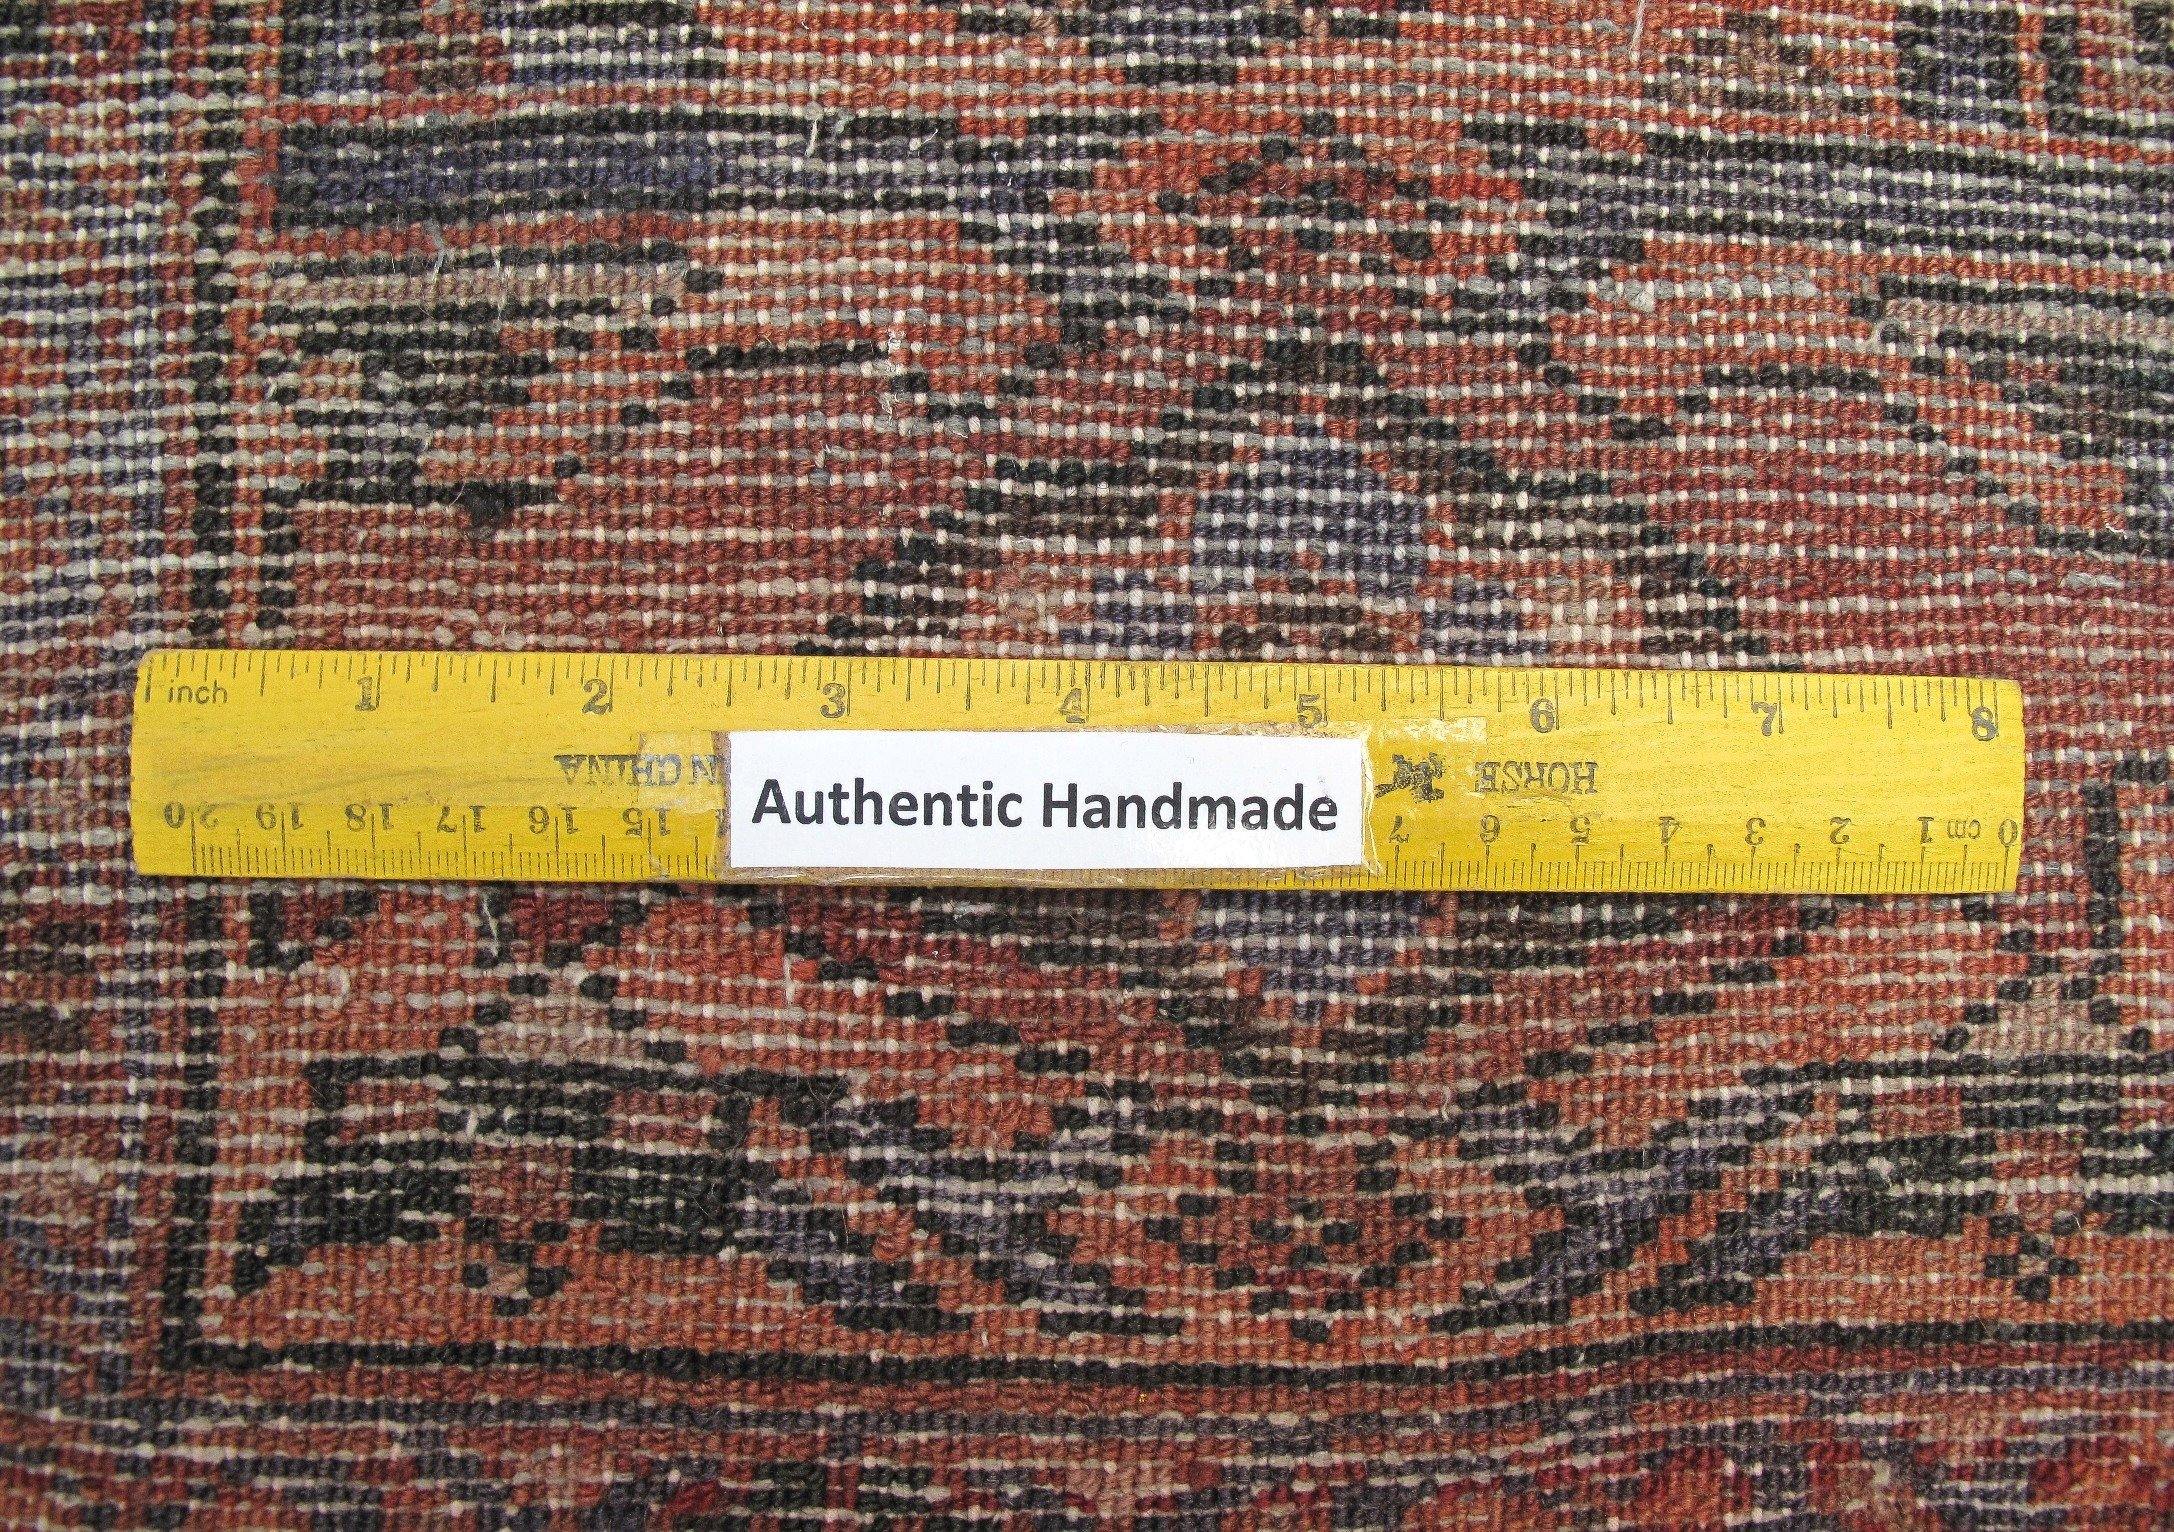 inch 1 2 3 4 5 6 7 8
N CHINA
HORSE
Authentic Handmade
20 19 18 17 16 15 7 6 5 4 3 2 1 cm 0